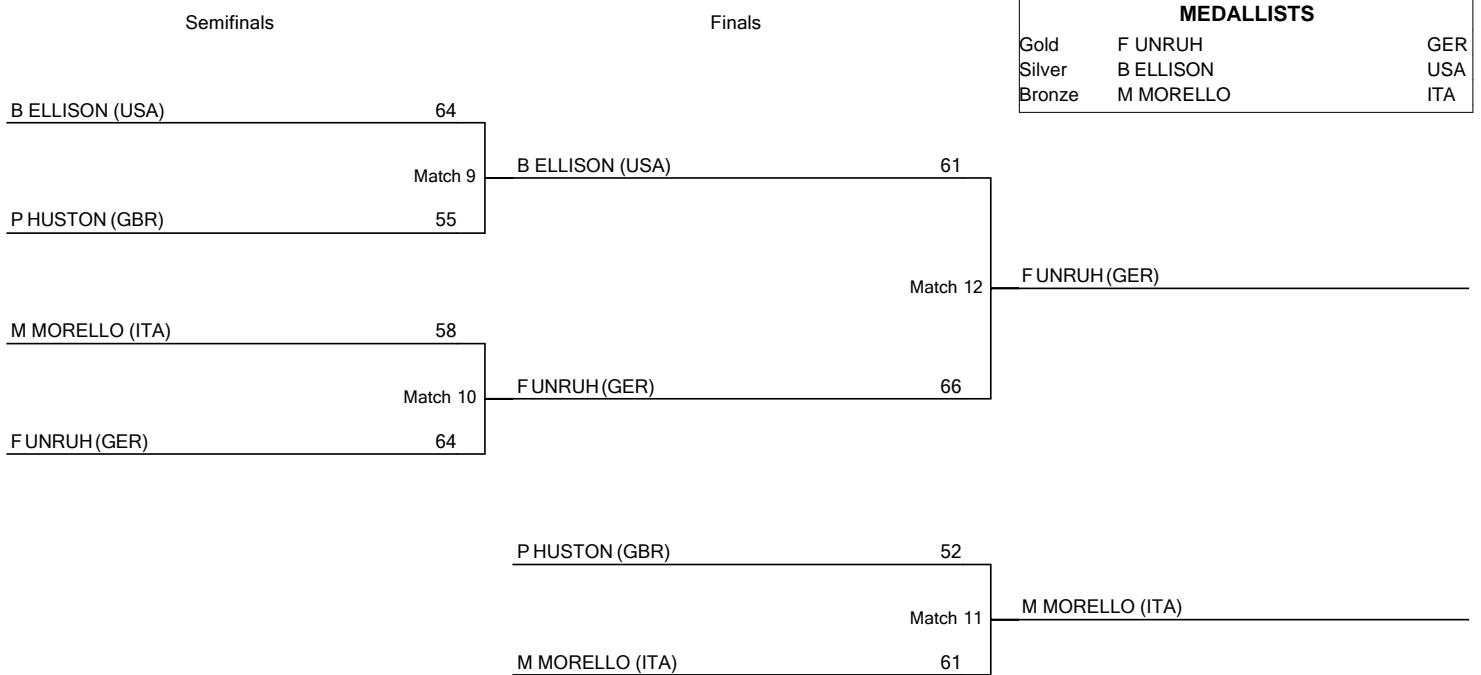 Semifinals Finals
MEDALLISTS
Gold F UNRUH GER
Silver B ELLISON USA
Bronze M MORELLO ITA
B ELLISON (USA) 64
Match 9
P HUSTON (GBR) 55
B ELLISON (USA) 61
M MORELLO (ITA) 58
Match 10
F UNRUH (GER) 64
F UNRUH (GER) 66
Match 12
F UNRUH (GER)
P HUSTON (GBR) 52
Match 11
M MORELLO (ITA) 61
M MORELLO (ITA)